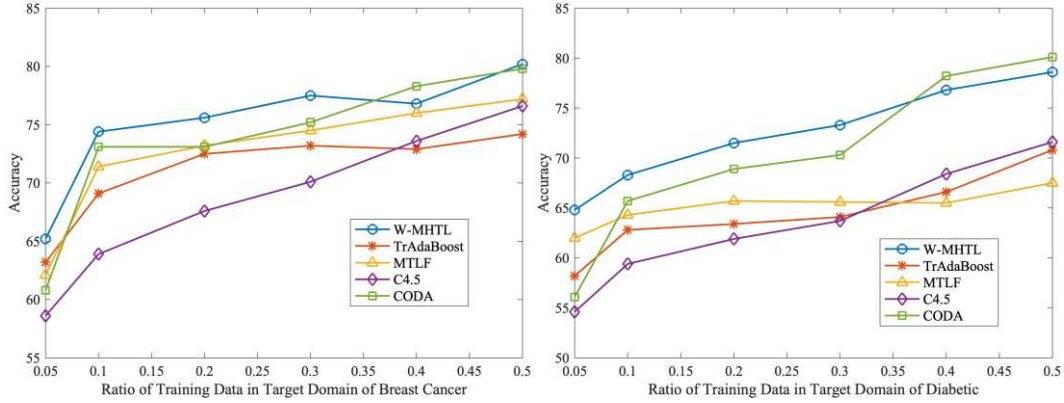 85
80
75
70
65
60
55
Accuracy
W-MHTL
TrAdaBoost
MTLF
C4.5
CODA
0.05 0.1 0.15 0.2 0.25 0.3 0.35 0.4 0.45 0.5
Ratio of Training Data in Target Domain of Breast Cancer
85
80
75
70
65
60
55
50
Accuracy
W-MHTL
TrAdaBoost
MTLF
C4.5
CODA
0.05 0.1 0.15 0.2 0.25 0.3 0.35 0.4 0.45 0.5
Ratio of Training Data in Target Domain of Diabetic